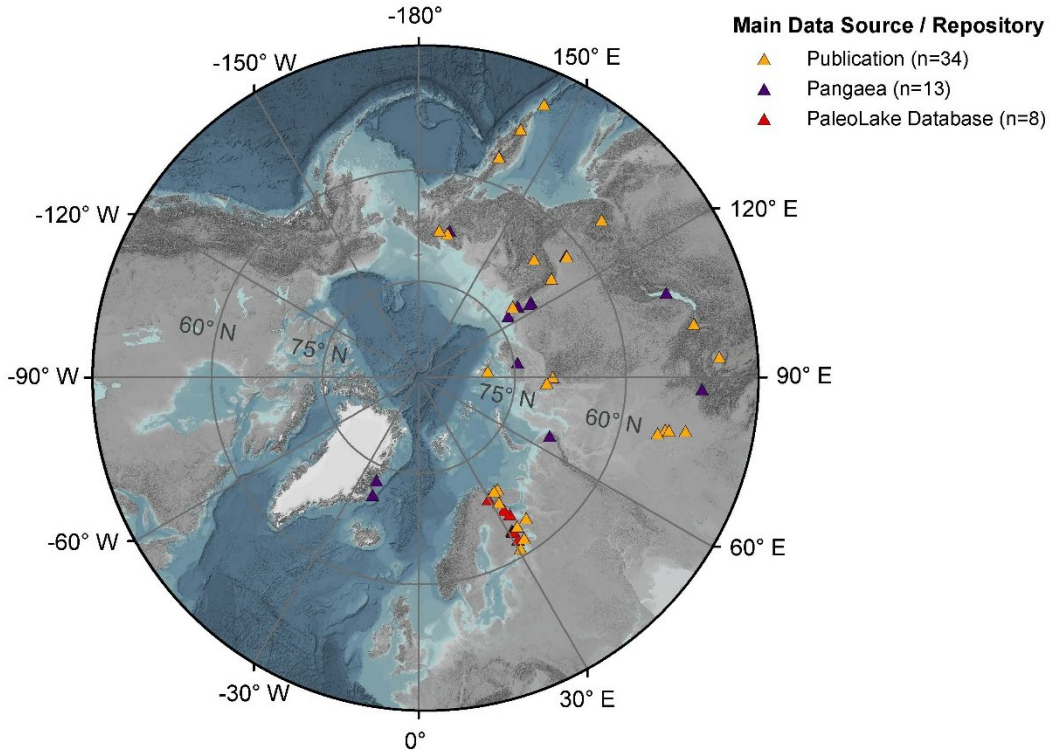 Main Data Source / Repository
Publication (n=34)
Pangaea (n=13)
PaleoLake Database (n=8)
-180°
-150° W
150° E
-120° W
120° E
60° N
75° N
-90° W
75° N
60° N
90° E
-60° W
60° E
-30° W
30° E
0°